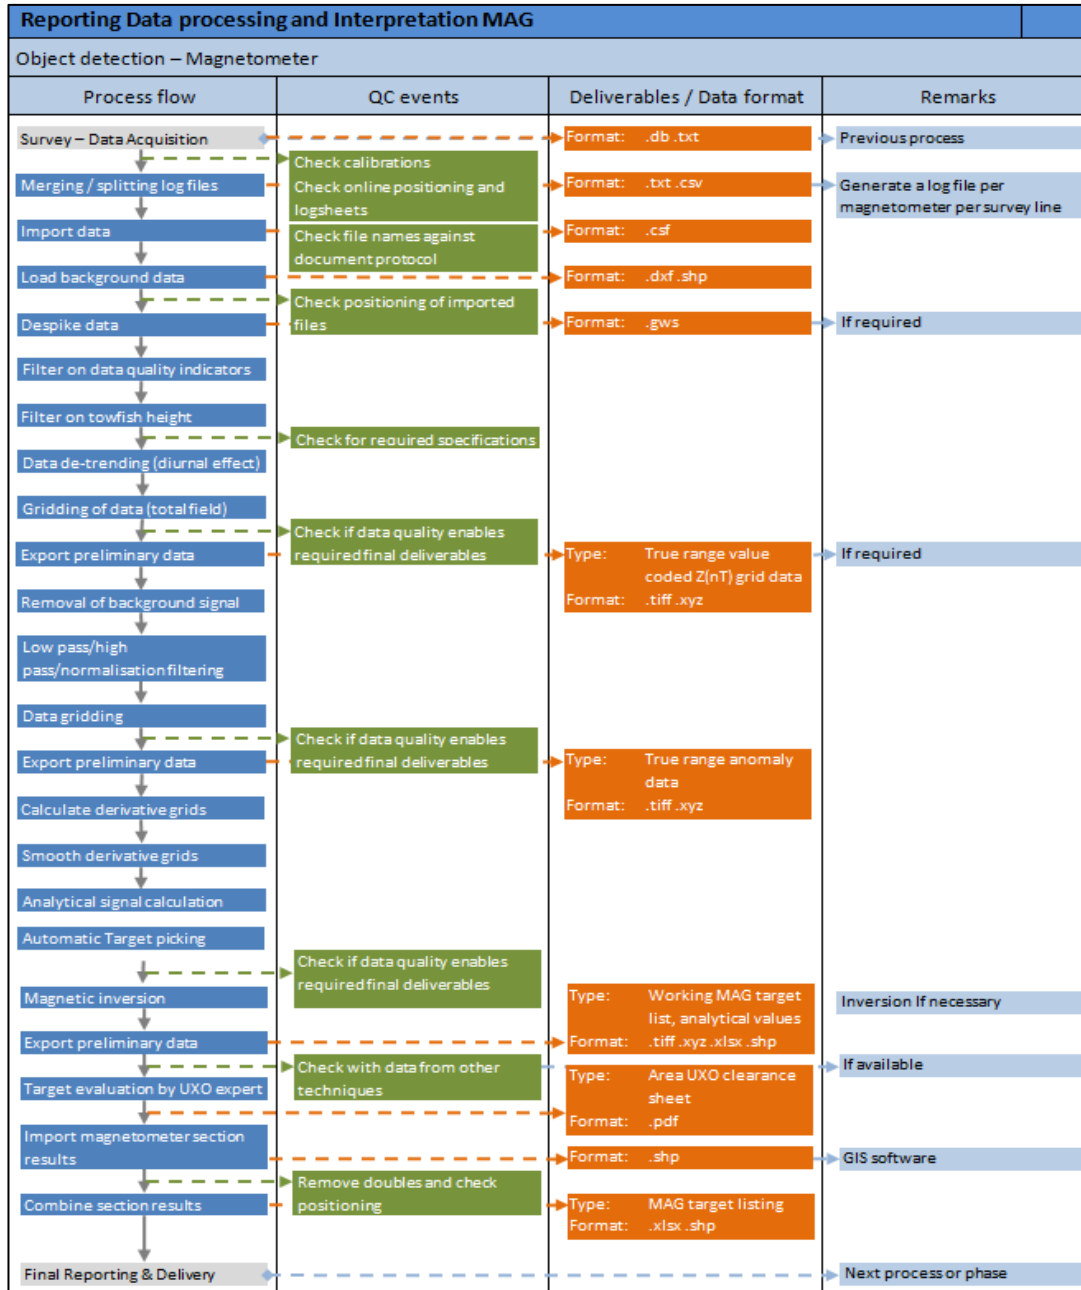 Reporting Data processing and Interpretation MAG
Object detection – Magnetometer
Process flow
QC events
Deliverables / Data format
Remarks
Survey – Data Acquisition
Format: .db .txt
Previous process
Check calibrations
Check online positioning and
logsheets
Merging / splitting log files
Format: .txt .csv
Generate a log file per
magnetometer per survey line
Import data
Check file names against
document protocol
Format: .csf
Load background data
Format: .dxf .shp
Check positioning of imported
files
Despike data
Format: .gws
If required
Filter on data quality indicators
Filter on towfish height
Check for required specifications
Data de-trending (diurnal effect)
Gridding of data (total field)
Check if data quality enables
required final deliverables
Export preliminary data
Type: True range value
coded Z(nT) grid data
Format: .tiff .xyz
If required
Removal of background signal
Low pass/high
pass/normalisation filtering
Data gridding
Check if data quality enables
required final deliverables
Export preliminary data
Type: True range anomaly
data
Format: .tiff .xyz
Calculate derivative grids
Smooth derivative grids
Analytical signal calculation
Automatic Target picking
Check if data quality enables
required final deliverables
Magnetic inversion
Type: Working MAG target
list, analytical values
Format: .tiff .xyz .xlsx .shp
Inversion If necessary
Export preliminary data
Check with data from other
techniques
If available
Target evaluation by UXO expert
Type: Area UXO clearance
sheet
Format: .pdf
Import magnetometer section
results
Format: .shp
GIS software
Remove doubles and check
positioning
Combine section results
Type: MAG target listing
Format: .xlsx .shp
Final Reporting & Delivery
Next process or phase